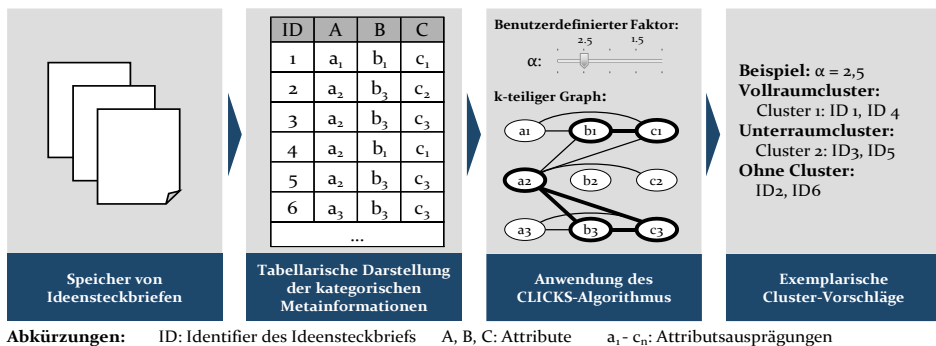 ID A B C
1 a₁ b₁ c₁
2 a₂ b₃ c₂
3 a₂ b₃ c₃
4 a₂ b₁ c₁
5 a₂ b₃ c₃
6 a₃ b₃ c₃
...
Benutzerdefinierter Faktor:
2.5 1.5
α:
k-teiliger Graph:
a1 b1 c1
a2 b2 c2
a3 b3 c3
Beispiel: α = 2,5
Vollraumcluster:
Cluster 1: ID 1, ID 4
Unterraumcluster:
Cluster 2: ID3, ID5
Ohne Cluster:
ID2, ID6
Speicher von
Ideensteckbriefen
Tabellarische Darstellung
der kategorischen
Metainformationen
Anwendung des
CLICKS-Algorithmus
Exemplarische
Cluster-Vorschläge
Abkürzungen: ID: Identifier des Ideensteckbriefs A, B, C: Attribute a₁- cₙ: Attributsausprägungen